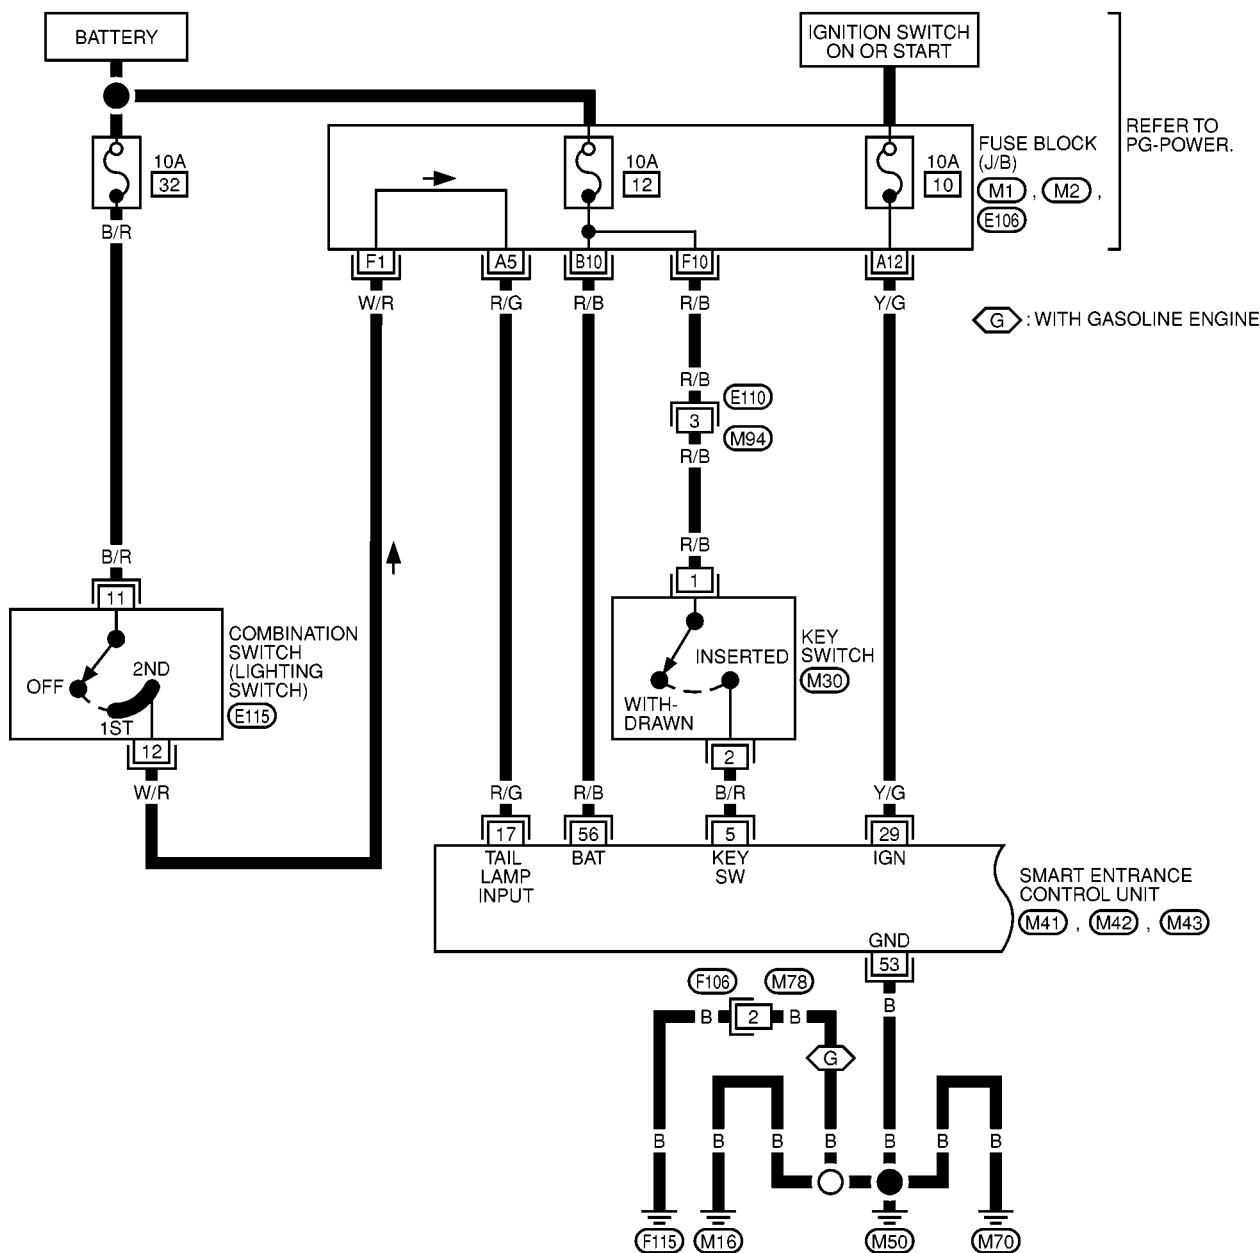 BATTERY
IGNITION SWITCH
ON OR START
REFER TO
PG-POWER.
10A
32
10A
12
10A
10
FUSE BLOCK
(J/B)
M1 , M2 ,
E106
B/R
F1
A5
B10
F10
A12
W/R
R/G
R/B
R/B
Y/G
G : WITH GASOLINE ENGINE
R/B
E110
3
M94
R/B
B/R
R/B
11
1
COMBINATION
SWITCH
(LIGHTING
SWITCH)
E115
OFF
2ND
1ST
12
W/R
KEY
SWITCH
M30
INSERTED
WITH-
DRAWN
2
R/G
R/B
B/R
Y/G
17
56
5
29
TAIL
LAMP
INPUT
BAT
KEY
SW
IGN
SMART ENTRANCE
CONTROL UNIT
M41 , M42 , M43
GND
53
F106
M78
B
2
B
B
G
B
B
B
B
B
B
B
F115
M16
M50
M70